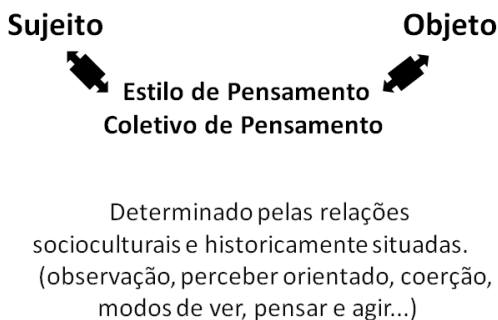 Sujeito Objeto
Estilo de Pensamento
Coletivo de Pensamento
Determinado pelas relações
socioculturais e historicamente situadas.
(observação, perceber orientado, coerção,
modos de ver, pensar e agir...)